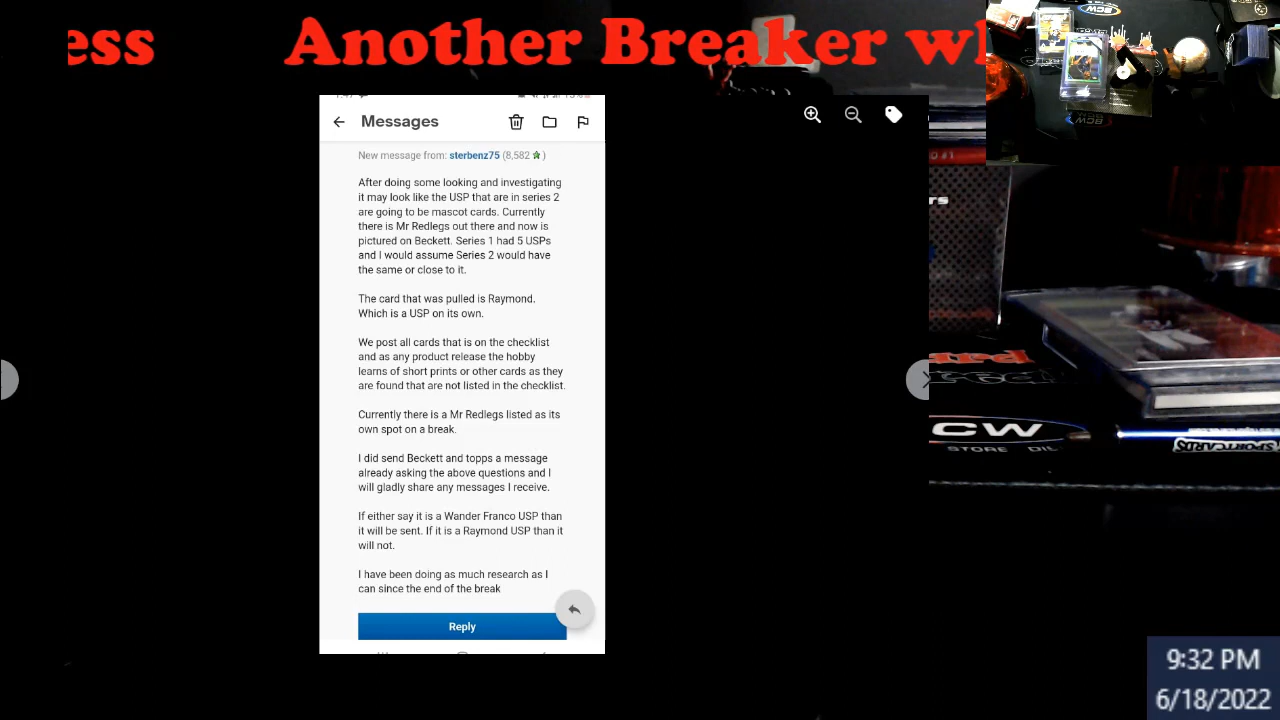 ess Another Breaker wh
Messages
New message from: sterbenz75 (8,582 )
After doing some looking and investigating
it may look like the USP that are in series 2
are going to be mascot cards. Currently
there is Mr Redlegs out there and now is
pictured on Beckett. Series 1 had 5 USPs
and I would assume Series 2 would have
the same or close to it.
The card that was pulled is Raymond.
Which is a USP on its own.
We post all cards that is on the checklist
and as any product release the hobby
learns of short prints or other cards as they
are found that are not listed in the checklist.
Currently there is a Mr Redlegs listed as its
own spot on a break.
I did send Beckett and topps a message
already asking the above questions and I
will gladly share any messages I receive.
If either say it is a Wander Franco USP than
it will be sent. If it is a Raymond USP than it
will not.
I have been doing as much research as I
can since the end of the break
Reply
BCW
BCW
#1
ers
CW
STORE DIS
SPORTCARDS
9:32 PM
6/18/2022